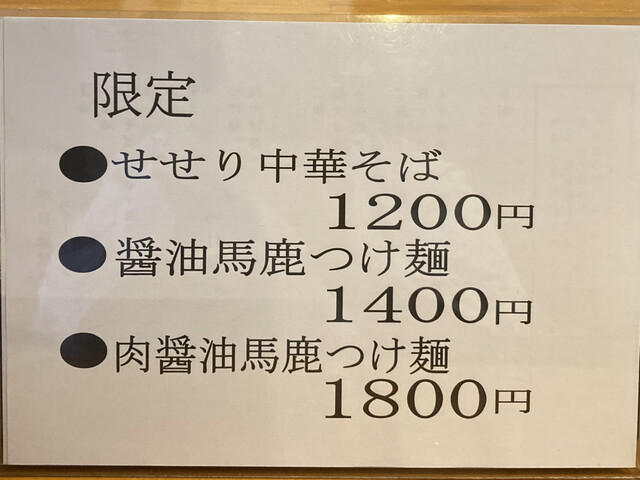 限定
●せせり中華そば
1200円
●醤油馬鹿つけ麺
1400円
●肉醤油馬鹿つけ麺
1800円